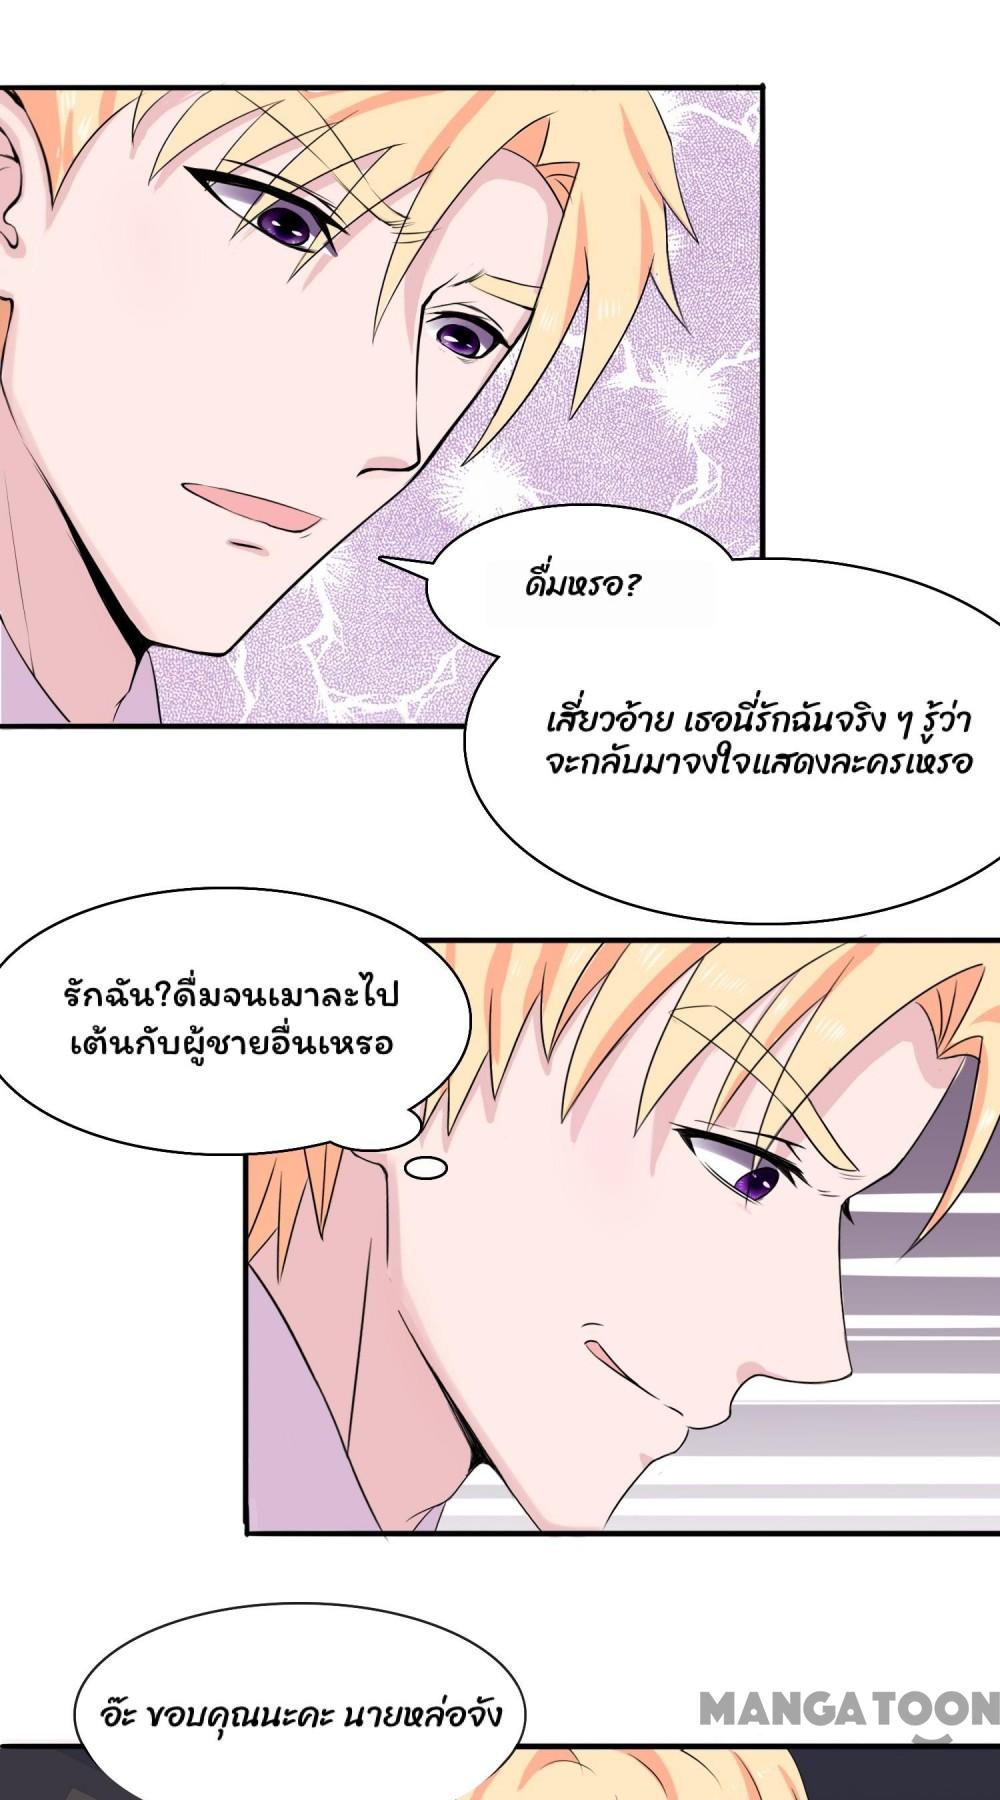 ดื่มหรอ?
เสี่ยวอ้าย เธอนี่รักฉันจริง ๆ รู้ว่า
จะกลับมาจงใจแสดงละครเหรอ
รักฉัน?ดื่มจนเมาละไป
เต้นกับผู้ชายอื่นเหรอ
อ๊ะ ขอบคุณนะคะ นายหล่อจัง
MANGATOON